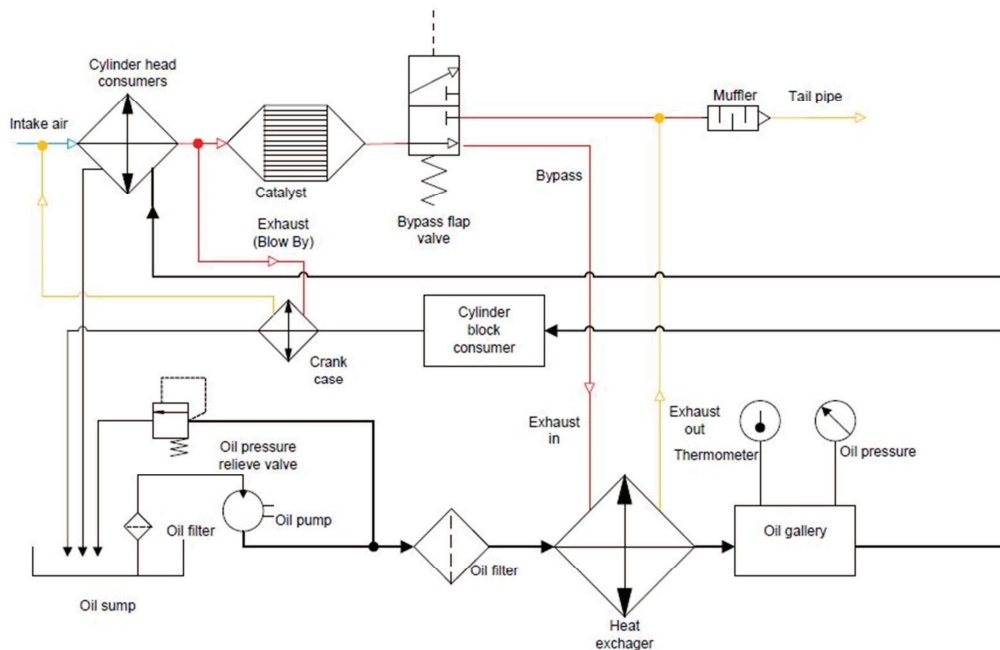 Cylinder head
consumers
Intake air
Catalyst
Bypass flap
valve
Muffler
Tail pipe
Bypass
Exhaust
(Blow By)
Cylinder
block
consumer
Crank
case
Exhaust
in
Exhaust
out
Thermometer
Oil pressure
Oil pressure
relieve valve
Oil filter
Oil pump
Oil filter
Oil gallery
Oil sump
Heat
exchager